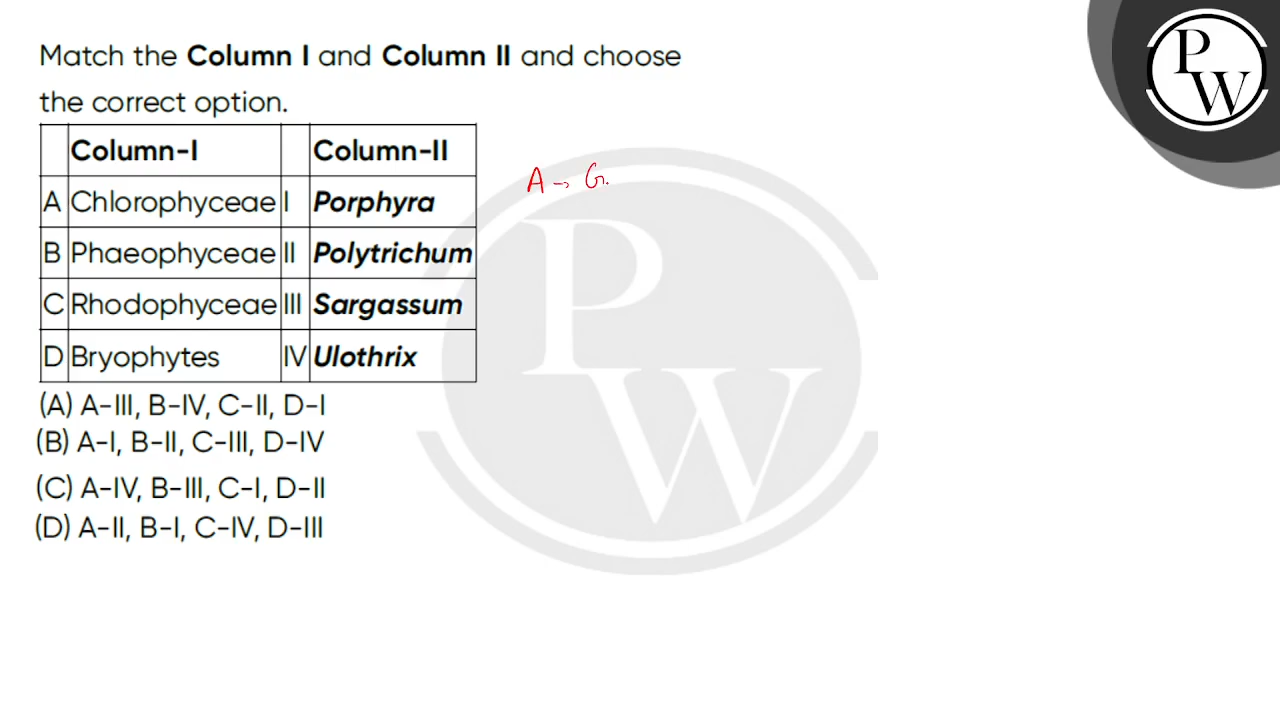 Match the Column I and Column II and choose
the correct option.
Column-I Column-II
A Chlorophyceae I Porphyra
B Phaeophyceae II Polytrichum
C Rhodophyceae III Sargassum
D Bryophytes IV Ulothrix
(A) A-III, B-IV, C-II, D-I
(B) A-I, B-II, C-III, D-IV
(C) A-IV, B-III, C-I, D-II
(D) A-II, B-I, C-IV, D-III
A → G.
PW
PW